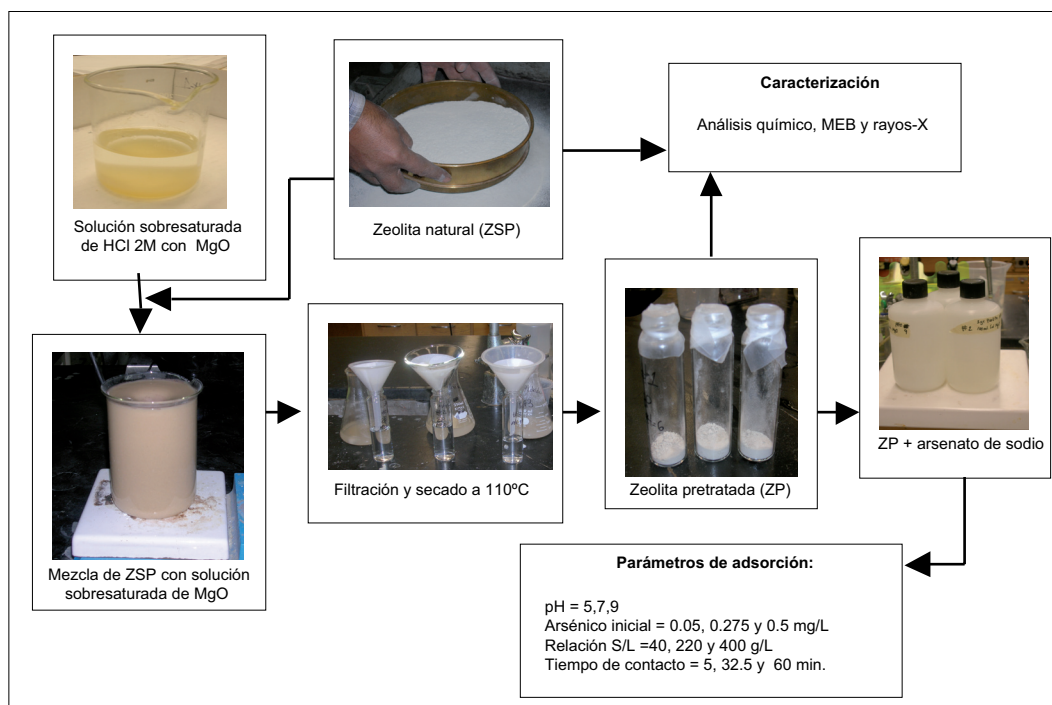 Solución sobresaturada
de HCl 2M con MgO
Zeolita natural (ZSP)
Caracterización
Análisis químico, MEB y rayos-X
Mezcla de ZSP con solución
sobresaturada de MgO
Filtración y secado a 110ºC
Zeolita pretratada (ZP)
ZP + arsenato de sodio
Parámetros de adsorción:
pH = 5,7,9
Arsénico inicial = 0.05, 0.275 y 0.5 mg/L
Relación S/L =40, 220 y 400 g/L
Tiempo de contacto = 5, 32.5 y 60 min.